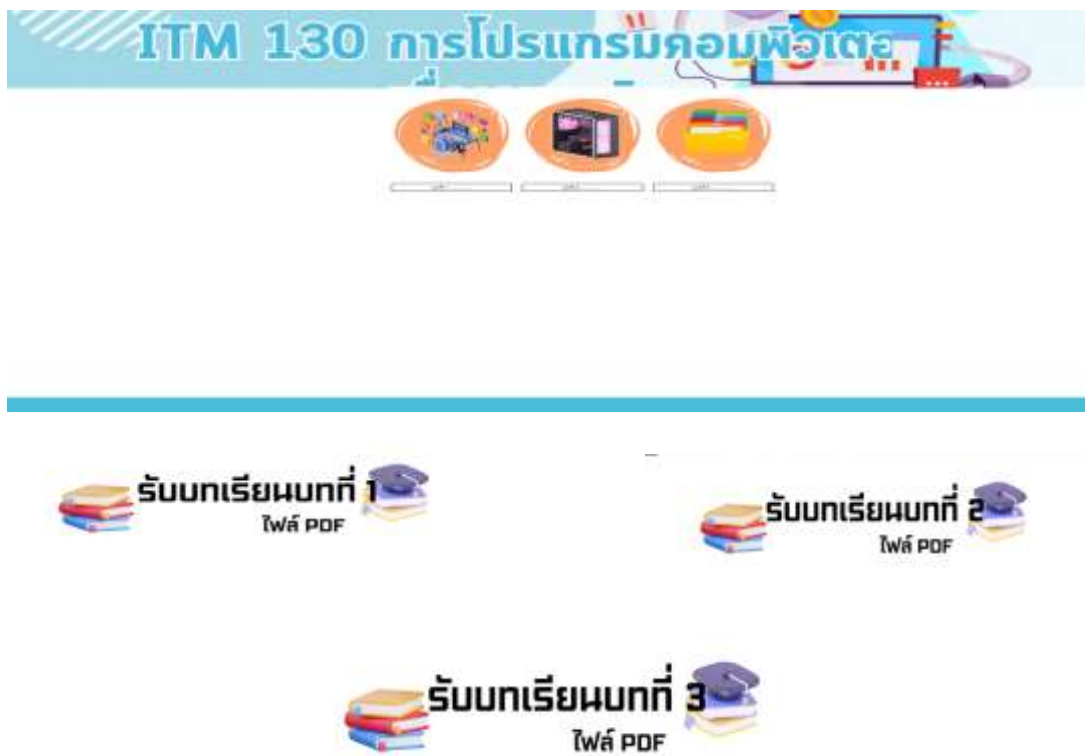 ITM 130 การโปรแกรมคอมพิวเตอ
รับบทเรียนบทที่ 1
ไฟล์ PDF
รับบทเรียนบทที่ 2
ไฟล์ PDF
รับบทเรียนบทที่ 3
ไฟล์ PDF